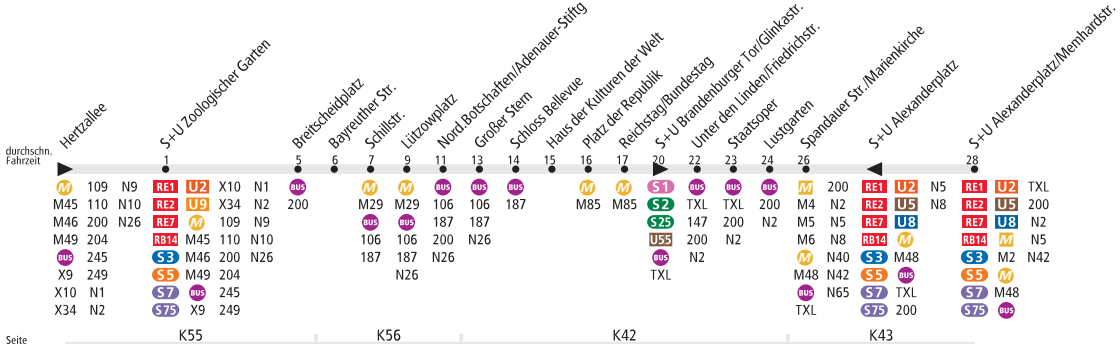 Hertzallee
S+U Zoologischer Garten
Breitscheidplatz
Bayreuther Str.
Schillstr.
Lützowplatz
Nord.Botschaften/Adenauer-Stiftg
Großer Stern
Schloss Bellevue
Haus der Kulturen der Welt
Platz der Republik
Reichstag/Bundestag
S+U Brandenburger Tor/Glinkastr.
Unter den Linden/Friedrichstr.
Staatsoper
Lustgarten
Spandauer Str./Marienkirche
S+U Alexanderplatz
S+U Alexanderplatz/Memhardstr.
durchschn.
Fahrzeit
1 5 6 7 9 11 13 14 15 16 17 20 22 23 24 26 28
M 109 N9 RE1 U2 X10 N1 BUS M M BUS BUS BUS M M S1 BUS BUS BUS M 200 RE1 U2 N5 RE1 U2 TXL
M45 110 N10 RE2 U9 X34 N2 200 M29 M29 106 106 187 M85 M85 S2 TXL TXL 200 M4 N2 RE2 U5 N8 RE2 U5 200
M46 200 N26 RE7 M 109 N9 BUS BUS 187 187 S25 147 200 N2 M5 N5 RE7 U8 RE7 U8 N2
M49 204 RB14 M45 110 N10 106 106 200 N26 U55 200 N2 M6 N8 RB14 M RB14 M N5
BUS 245 S3 M46 200 N26 187 187 N26 BUS N2 M N40 S3 M48 S3 M2 N42
X9 249 S5 M49 204 N26 TXL M48 N42 S5 BUS S5 M
X10 N1 S7 BUS 245 BUS N65 S7 TXL S7 M48
X34 N2 S75 X9 249 TXL S75 200 S75 BUS
Seite K55 K56 K42 K43